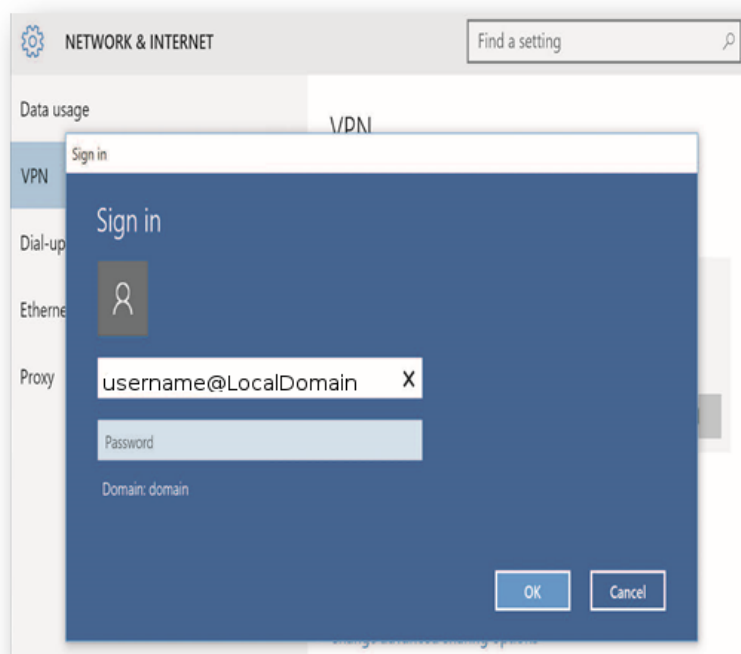 NETWORK & INTERNET
Find a setting
Data usage
VPN
Sign in
VPN
Sign in
Dial-up
Etherne
username@LocalDomain
X
Proxy
Password
Domain: domain
OK
Cancel